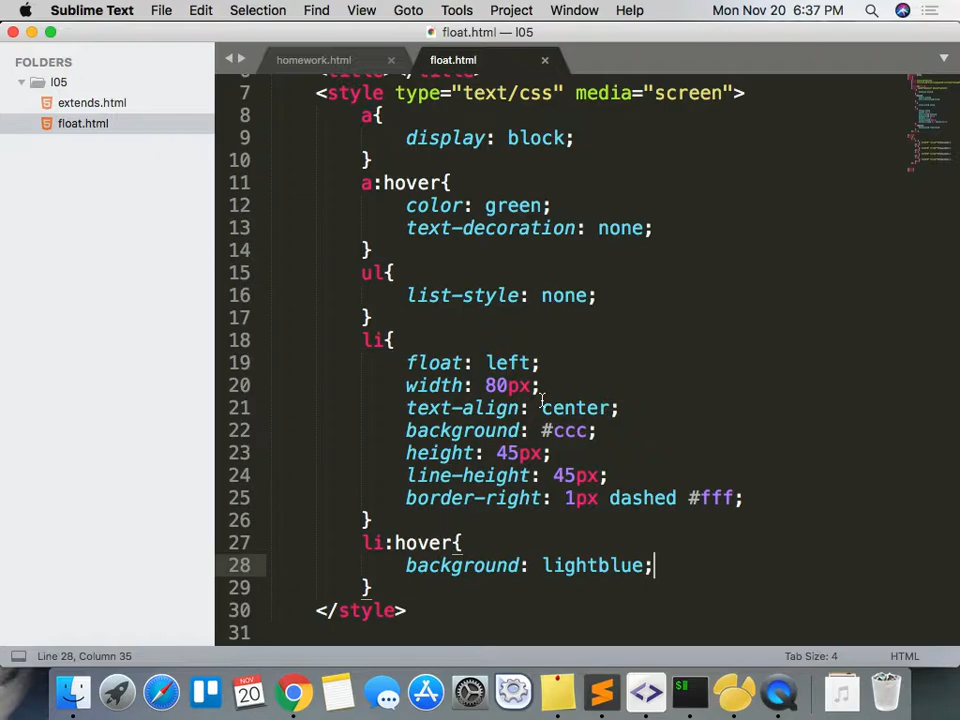 Sublime Text File Edit Selection Find View Goto Tools Project Window Help Mon Nov 20 6:37 PM
float.html — l05
FOLDERS
l05
extends.html
float.html
homework.html × float.html ×
7 <style type="text/css" media="screen">
8 a{
9 display: block;
10 }
11 a:hover{
12 color: green;
13 text-decoration: none;
14 }
15 ul{
16 list-style: none;
17 }
18 li{
19 float: left;
20 width: 80px;
21 text-align: center;
22 background: #ccc;
23 height: 45px;
24 line-height: 45px;
25 border-right: 1px dashed #fff;
26 }
27 li:hover{
28 background: lightblue;
29 }
30 </style>
31
Line 28, Column 35 Tab Size: 4 HTML
NOV
20